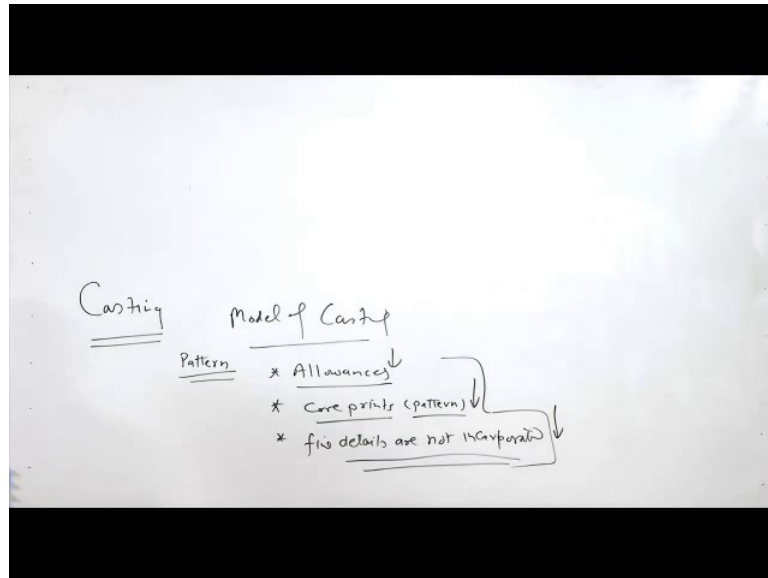 Casting Model of Casting
Pattern * Allowances
* Core prints (pattern)
* fine details are not incorporated